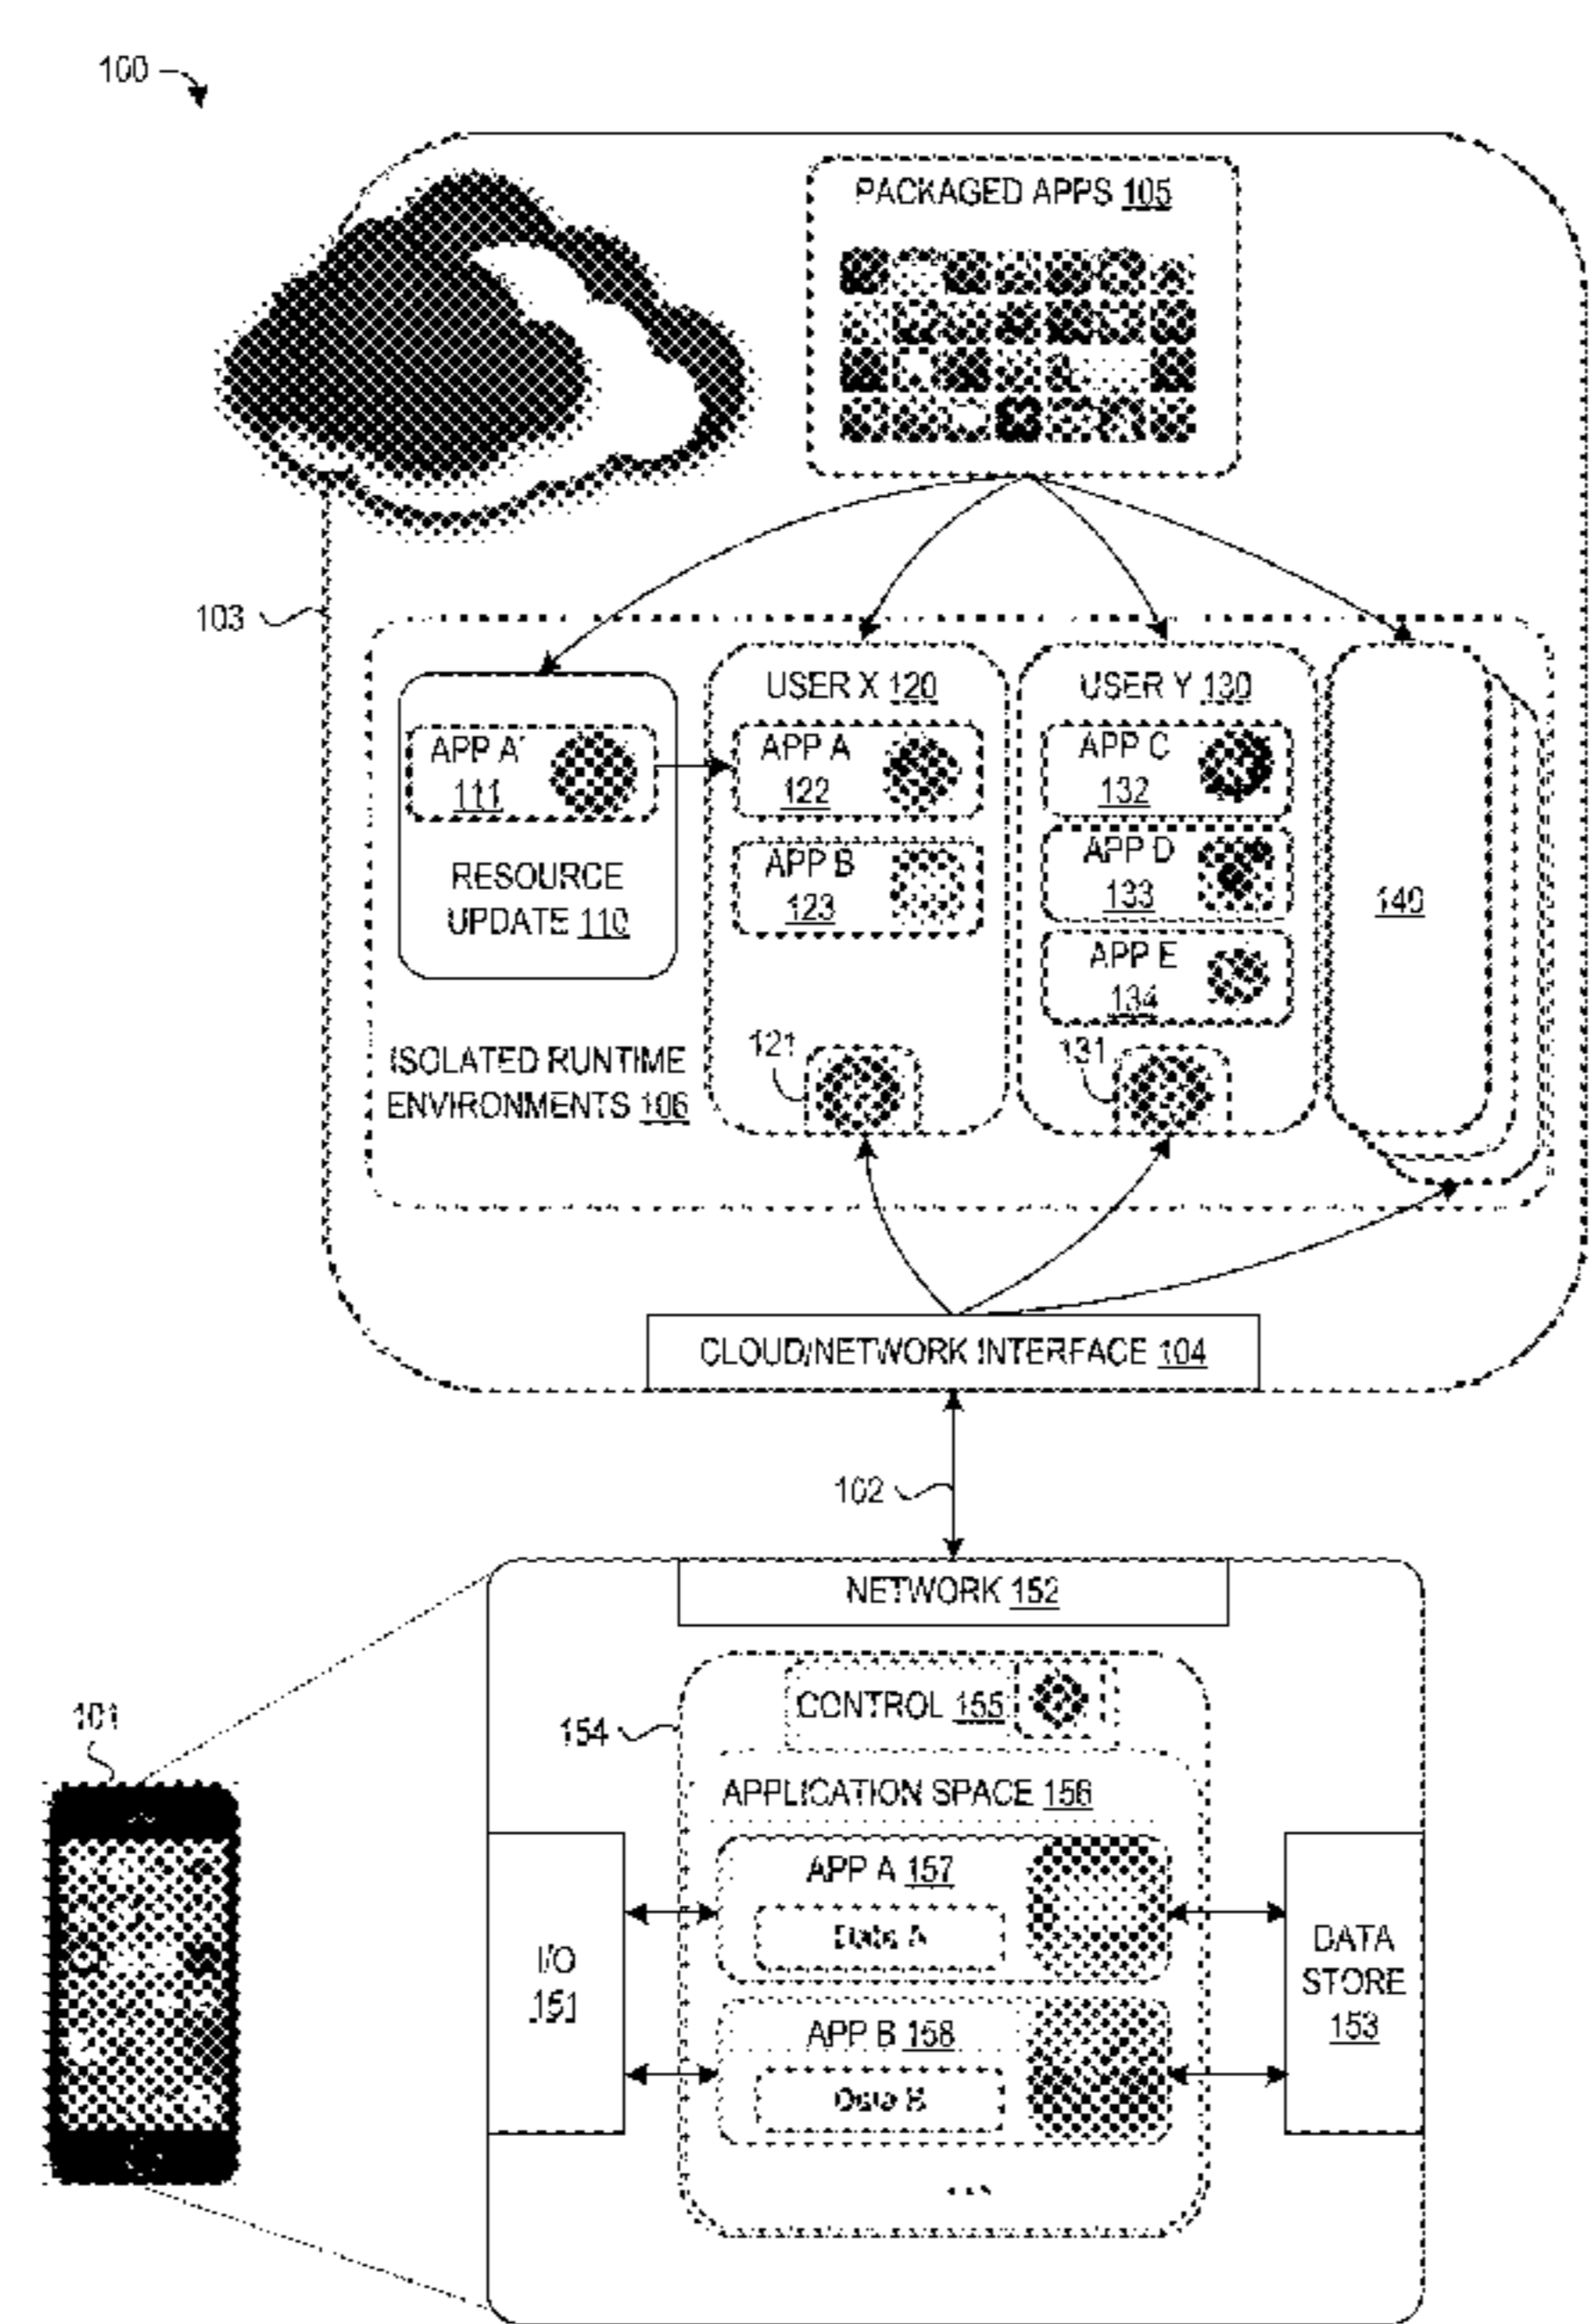 100
PACKAGED APPS 105
103
USER X 120
USER Y 130
APP A'
111
APP A
122
APP C
132
APP B
123
APP D
133
RESOURCE
UPDATE 110
140
APP E
134
121
131
ISOLATED RUNTIME
ENVIRONMENTS 106
CLOUD/NETWORK INTERFACE 104
102
NETWORK 152
101
154
CONTROL 155
APPLICATION SPACE 156
APP A 157
Data A
I/O
151
DATA
STORE
153
APP B 158
Data B
...